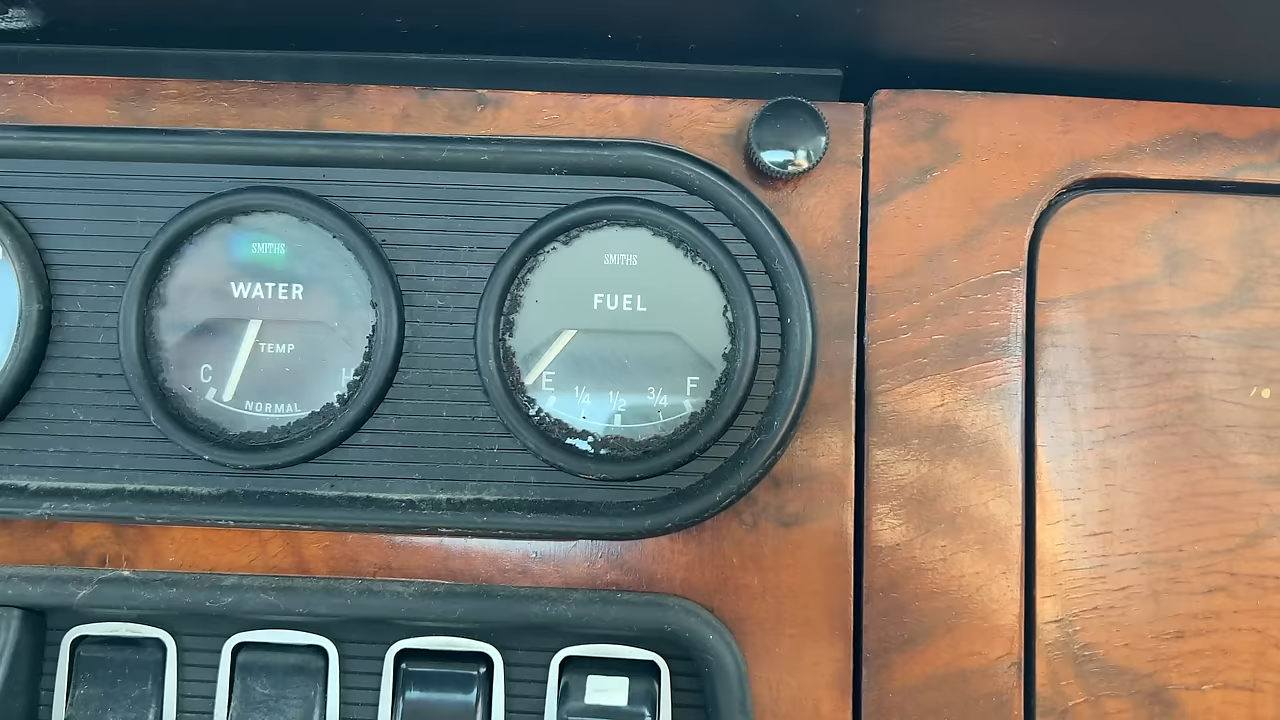 SMITHS
WATER
TEMP
C H
NORMAL
SMITHS
FUEL
E 1/4 1/2 3/4 F